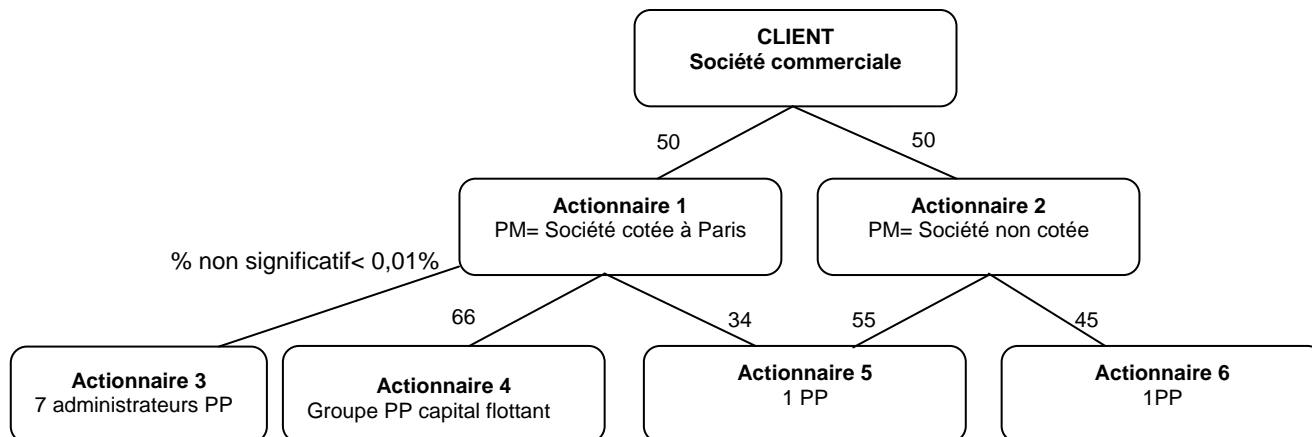 CLIENT
Société commerciale
50
50
Actionnaire 1
PM= Société cotée à Paris
Actionnaire 2
PM= Société non cotée
% non significatif< 0,01%
66
34
55
45
Actionnaire 3
7 administrateurs PP
Actionnaire 4
Groupe PP capital flottant
Actionnaire 5
1 PP
Actionnaire 6
1PP